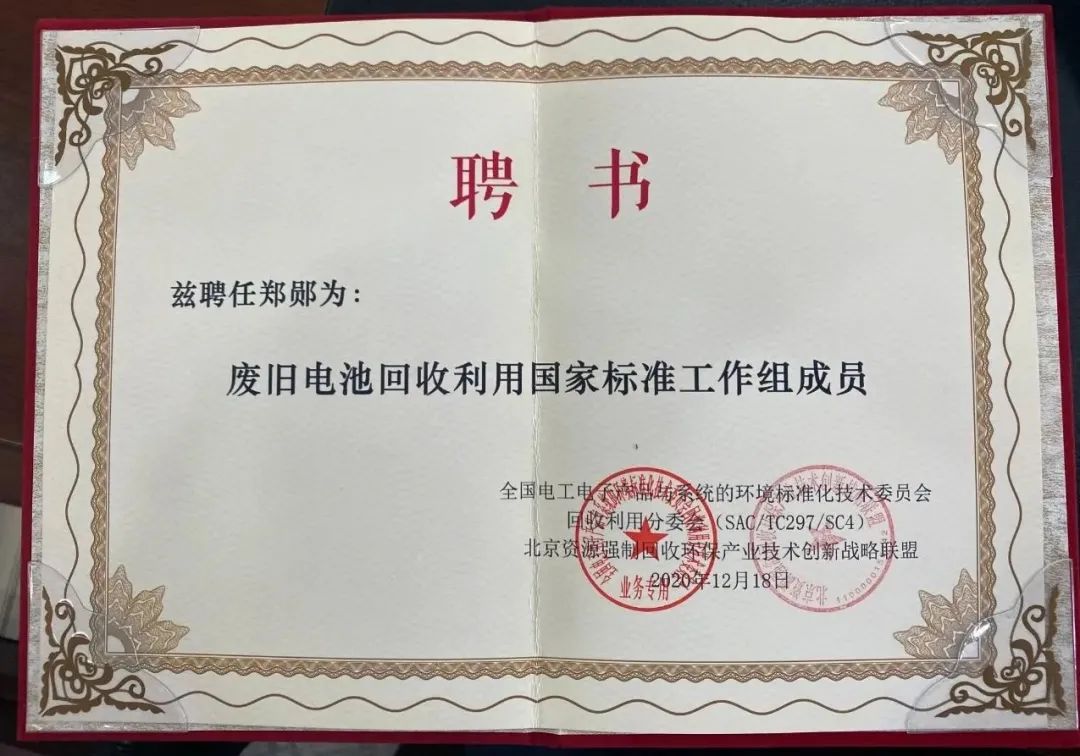 聘 书
兹聘任郑郧为：
废旧电池回收利用国家标准工作组成员
全国电工电子产品与系统的环境标准化技术委员会
回收利用分委会（SAC/TC297/SC4）
北京资源强制回收环保产业技术创新战略联盟
2020年12月18日
业务专用